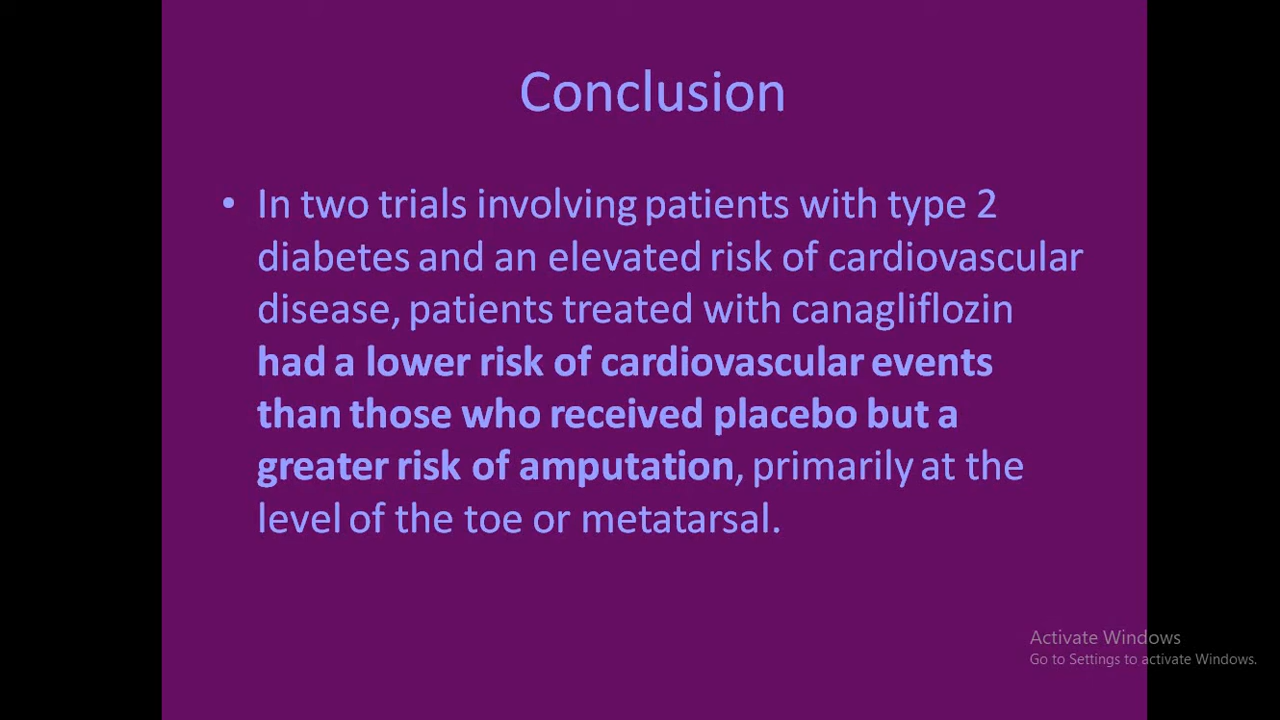 Conclusion
• In two trials involving patients with type 2
diabetes and an elevated risk of cardiovascular
disease, patients treated with canagliflozin
had a lower risk of cardiovascular events
than those who received placebo but a
greater risk of amputation, primarily at the
level of the toe or metatarsal.
Activate Windows
Go to Settings to activate Windows.